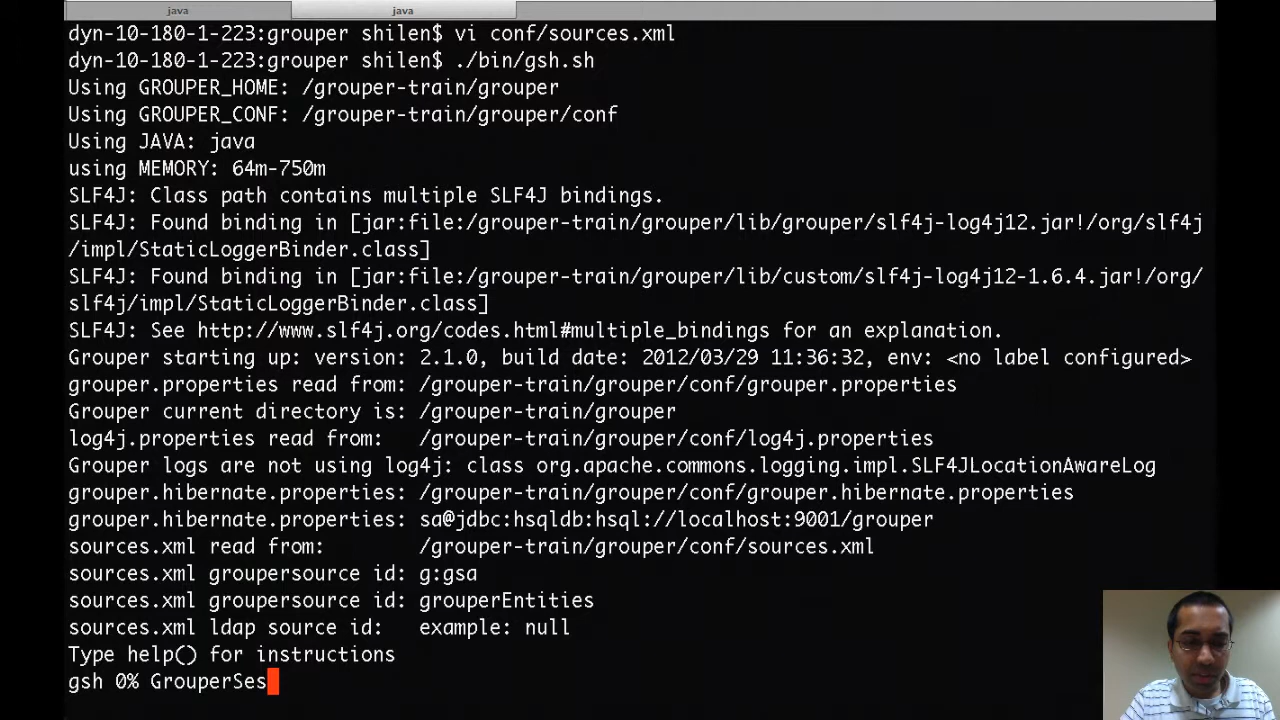 java
java
dyn-10-180-1-223:grouper shilen$ vi conf/sources.xml
dyn-10-180-1-223:grouper shilen$ ./bin/gsh.sh
Using GROUPER_HOME: /grouper-train/grouper
Using GROUPER_CONF: /grouper-train/grouper/conf
Using JAVA: java
using MEMORY: 64m-750m
SLF4J: Class path contains multiple SLF4J bindings.
SLF4J: Found binding in [jar:file:/grouper-train/grouper/lib/grouper/slf4j-log4j12.jar!/org/slf4j
/impl/StaticLoggerBinder.class]
SLF4J: Found binding in [jar:file:/grouper-train/grouper/lib/custom/slf4j-log4j12-1.6.4.jar!/org/
slf4j/impl/StaticLoggerBinder.class]
SLF4J: See http://www.slf4j.org/codes.html#multiple_bindings for an explanation.
Grouper starting up: version: 2.1.0, build date: 2012/03/29 11:36:32, env: <no label configured>
grouper.properties read from: /grouper-train/grouper/conf/grouper.properties
Grouper current directory is: /grouper-train/grouper
log4j.properties read from:   /grouper-train/grouper/conf/log4j.properties
Grouper logs are not using log4j: class org.apache.commons.logging.impl.SLF4JLocationAwareLog
grouper.hibernate.properties: /grouper-train/grouper/conf/grouper.hibernate.properties
grouper.hibernate.properties: sa@jdbc:hsqldb:hsql://localhost:9001/grouper
sources.xml read from:        /grouper-train/grouper/conf/sources.xml
sources.xml groupersource id: g:gsa
sources.xml groupersource id: grouperEntities
sources.xml ldap source id:   example: null
Type help() for instructions
gsh 0% GrouperSes